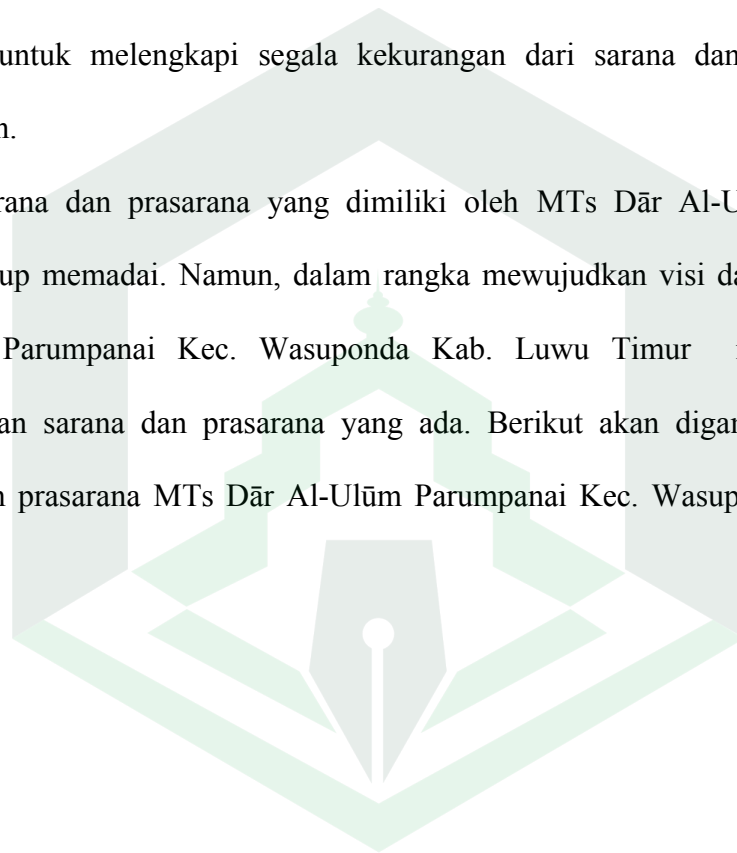 untuk melengkapi segala kekurangan dari sarana dan
n.
rana dan prasarana yang dimiliki oleh MTs Dār Al-U
up memadai. Namun, dalam rangka mewujudkan visi da
Parumpanai Kec. Wasuponda Kab. Luwu Timur
an sarana dan prasarana yang ada. Berikut akan digam
n prasarana MTs Dār Al-Ulūm Parumpanai Kec. Wasup